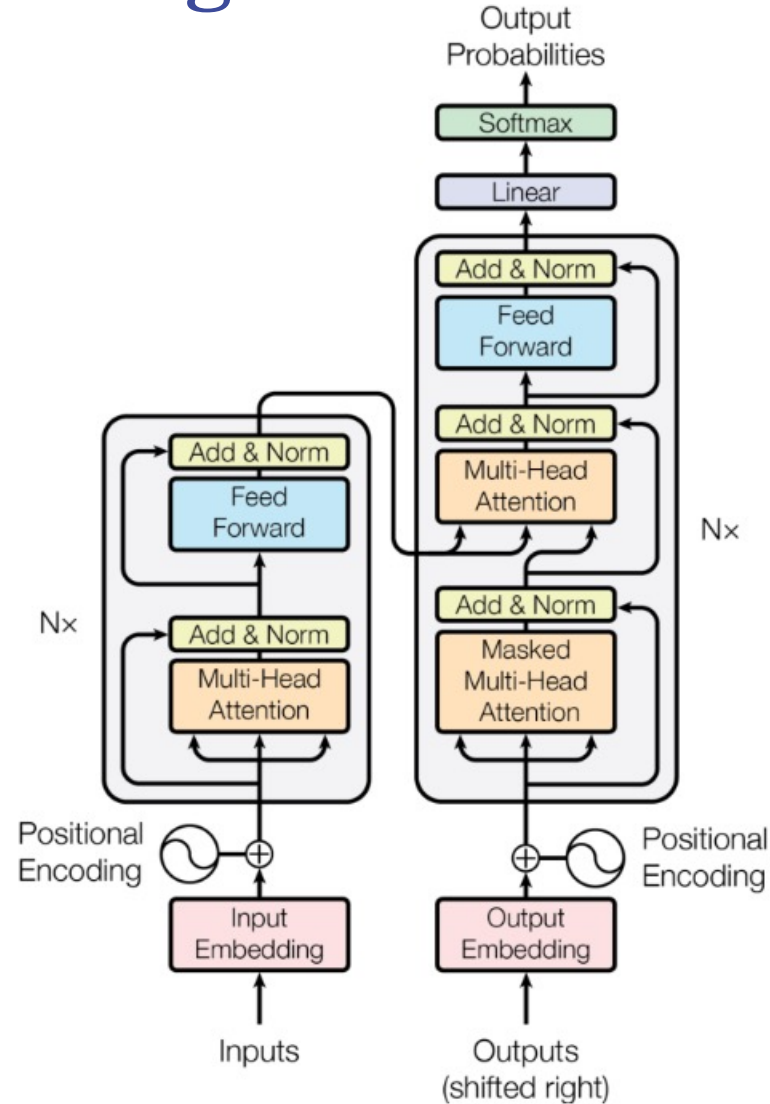 g
Output
Probabilities
Softmax
Linear
Add & Norm
Feed
Forward
Add & Norm
Multi-Head
Attention
Add & Norm
Masked
Multi-Head
Attention
Nx
Add & Norm
Feed
Forward
Add & Norm
Multi-Head
Attention
Nx
Positional
Encoding
Positional
Encoding
Input
Embedding
Output
Embedding
Inputs
Outputs
(shifted right)